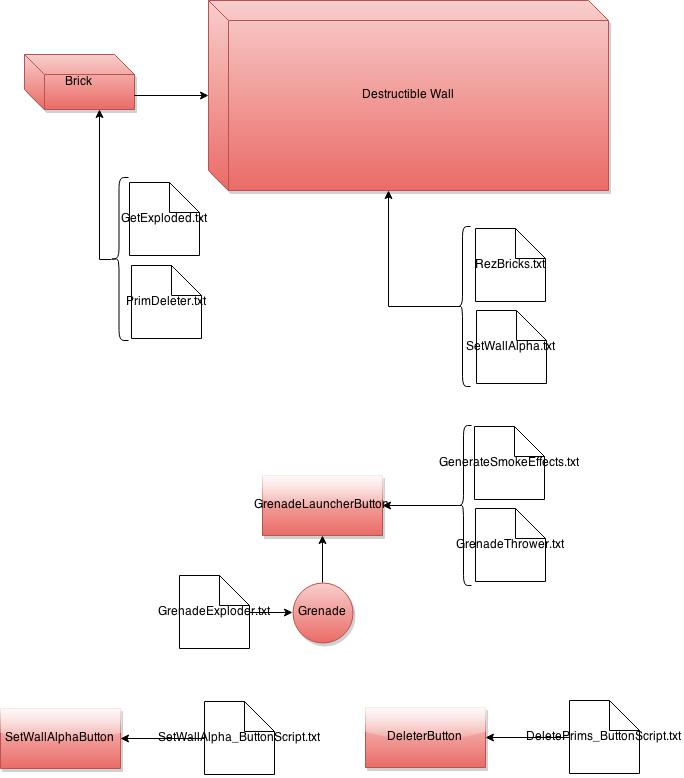 Brick
Destructible Wall
GetExploded.txt
PrimDeleter.txt
RezBricks.txt
SetWallAlpha.txt
GenerateSmokeEffects.txt
GrenadeLauncherButton
GrenadeThrower.txt
GrenadeExploder.txt
Grenade
SetWallAlphaButton
SetWallAlpha_ButtonScript.txt
DeleterButton
DeletePrims_ButtonScript.txt